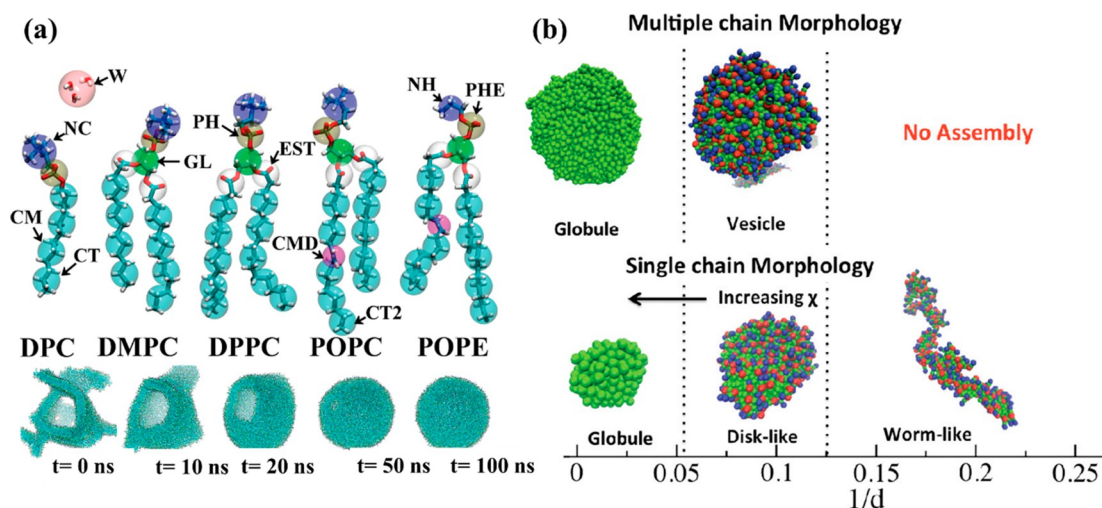 (a)
W
NC
GL
CM
CT
PH
EST
CMD
CT2
NH
PHE
DPC DMPC DPPC POPC POPE
t= 0 ns t= 10 ns t= 20 ns t= 50 ns t= 100 ns
(b)
Multiple chain Morphology
No Assembly
Globule Vesicle
Single chain Morphology
Increasing χ
Globule Disk-like Worm-like
0 0.05 0.1 0.15 0.2 0.25
1/d